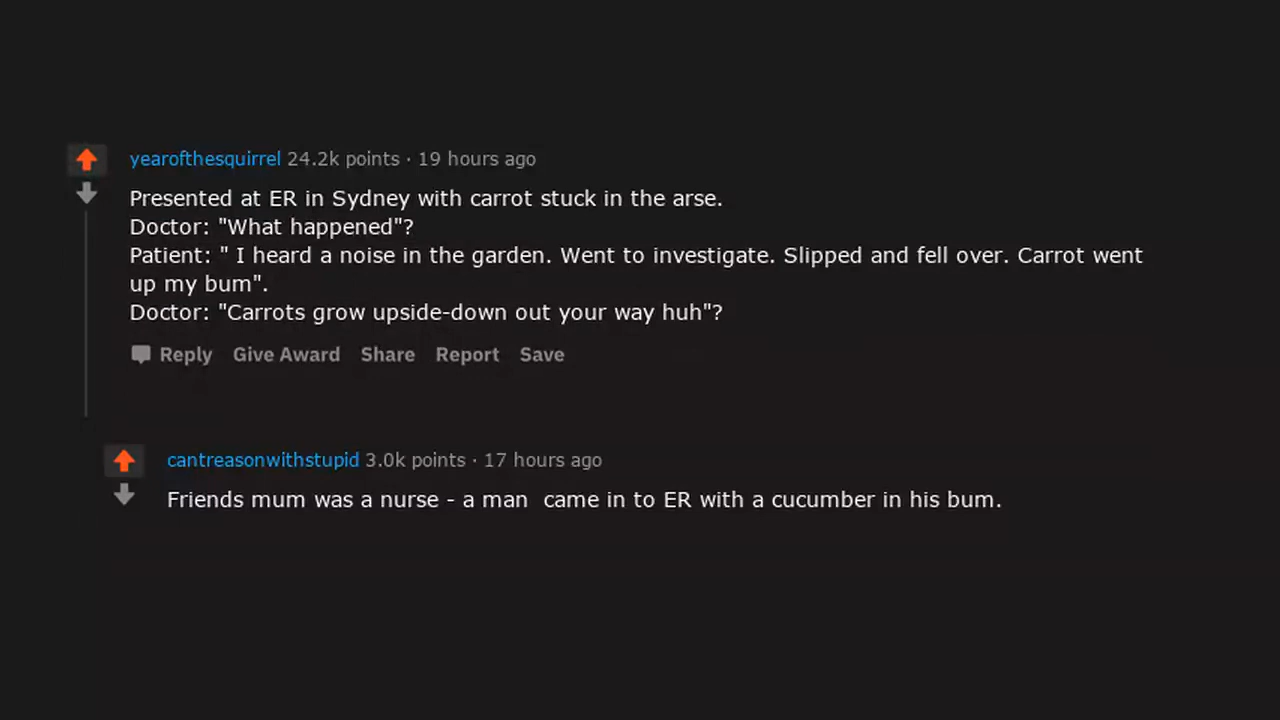 yearofthesquirrel 24.2k points · 19 hours ago
Presented at ER in Sydney with carrot stuck in the arse.
Doctor: "What happened"?
Patient: " I heard a noise in the garden. Went to investigate. Slipped and fell over. Carrot went
up my bum".
Doctor: "Carrots grow upside-down out your way huh"?
Reply Give Award Share Report Save
cantreasonwithstupid 3.0k points · 17 hours ago
Friends mum was a nurse - a man  came in to ER with a cucumber in his bum.